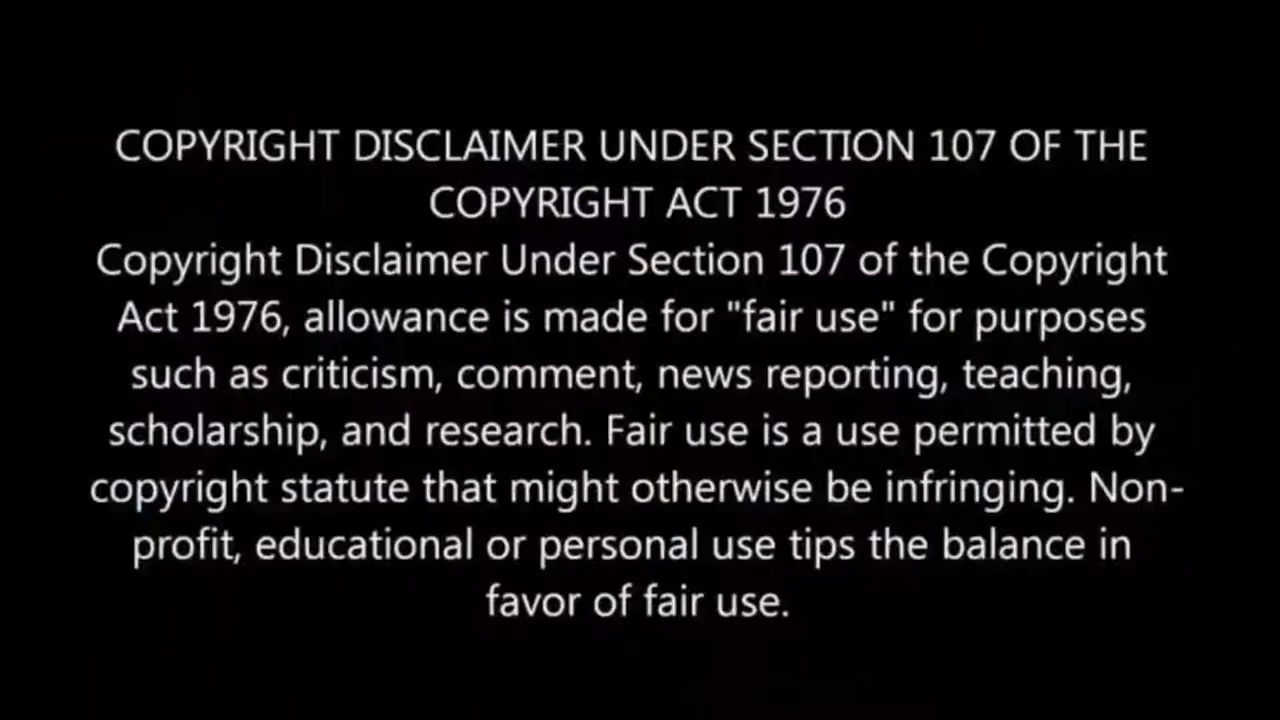 COPYRIGHT DISCLAIMER UNDER SECTION 107 OF THE
COPYRIGHT ACT 1976
Copyright Disclaimer Under Section 107 of the Copyright
Act 1976, allowance is made for "fair use" for purposes
such as criticism, comment, news reporting, teaching,
scholarship, and research. Fair use is a use permitted by
copyright statute that might otherwise be infringing. Non-
profit, educational or personal use tips the balance in
favor of fair use.